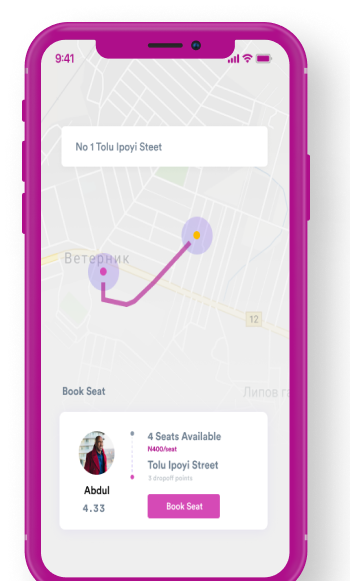 9:41
No 1 Tolu Ipoyi Steet
Ветерник
12
Book Seat
Липов га
4 Seats Available
N400/seat
Tolu Ipoyi Street
3 dropoff points
Abdul
4.33
Book Seat